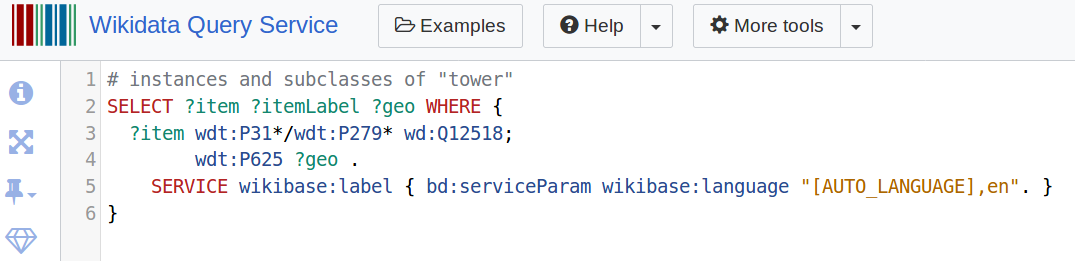 Wikidata Query Service Examples Help More tools
1 # instances and subclasses of "tower"
2 SELECT ?item ?itemLabel ?geo WHERE {
3   ?item wdt:P31*/wdt:P279* wd:Q12518;
4         wdt:P625 ?geo .
5     SERVICE wikibase:label { bd:serviceParam wikibase:language "[AUTO_LANGUAGE],en". }
6 }